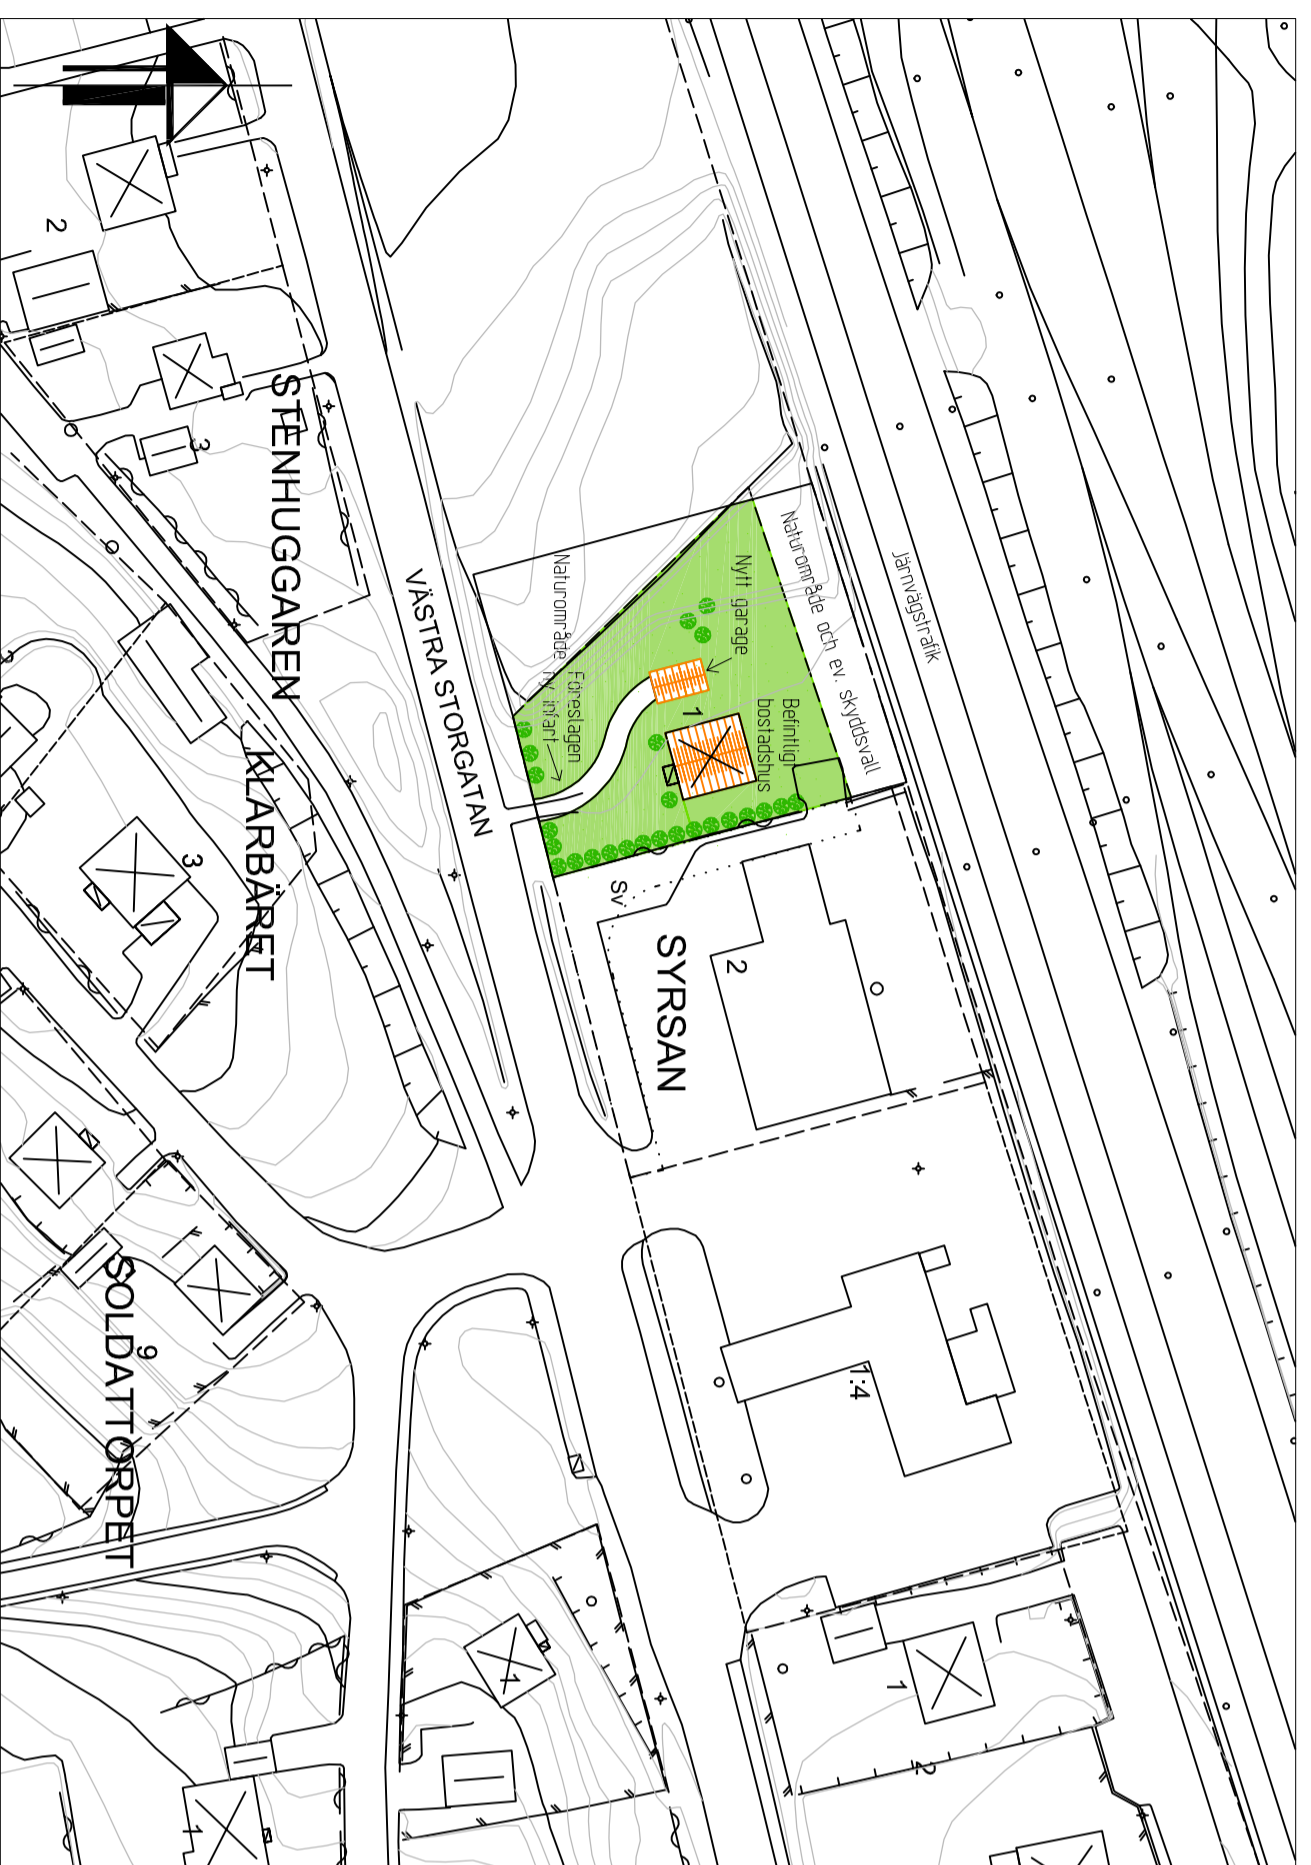 Järnvägstrafik
Naturområde och ev. skyddsvall
Nytt garage
Befintligt
bostadshus
1
Naturområde
Föreslagen
ny infart
VÄSTRA STORGATAN
STENHUGGAREN
2
3
KLARBÄRET
3
SYRSAN
2
SV
1:4
SOLDATTORPET
9
1
2
1
1